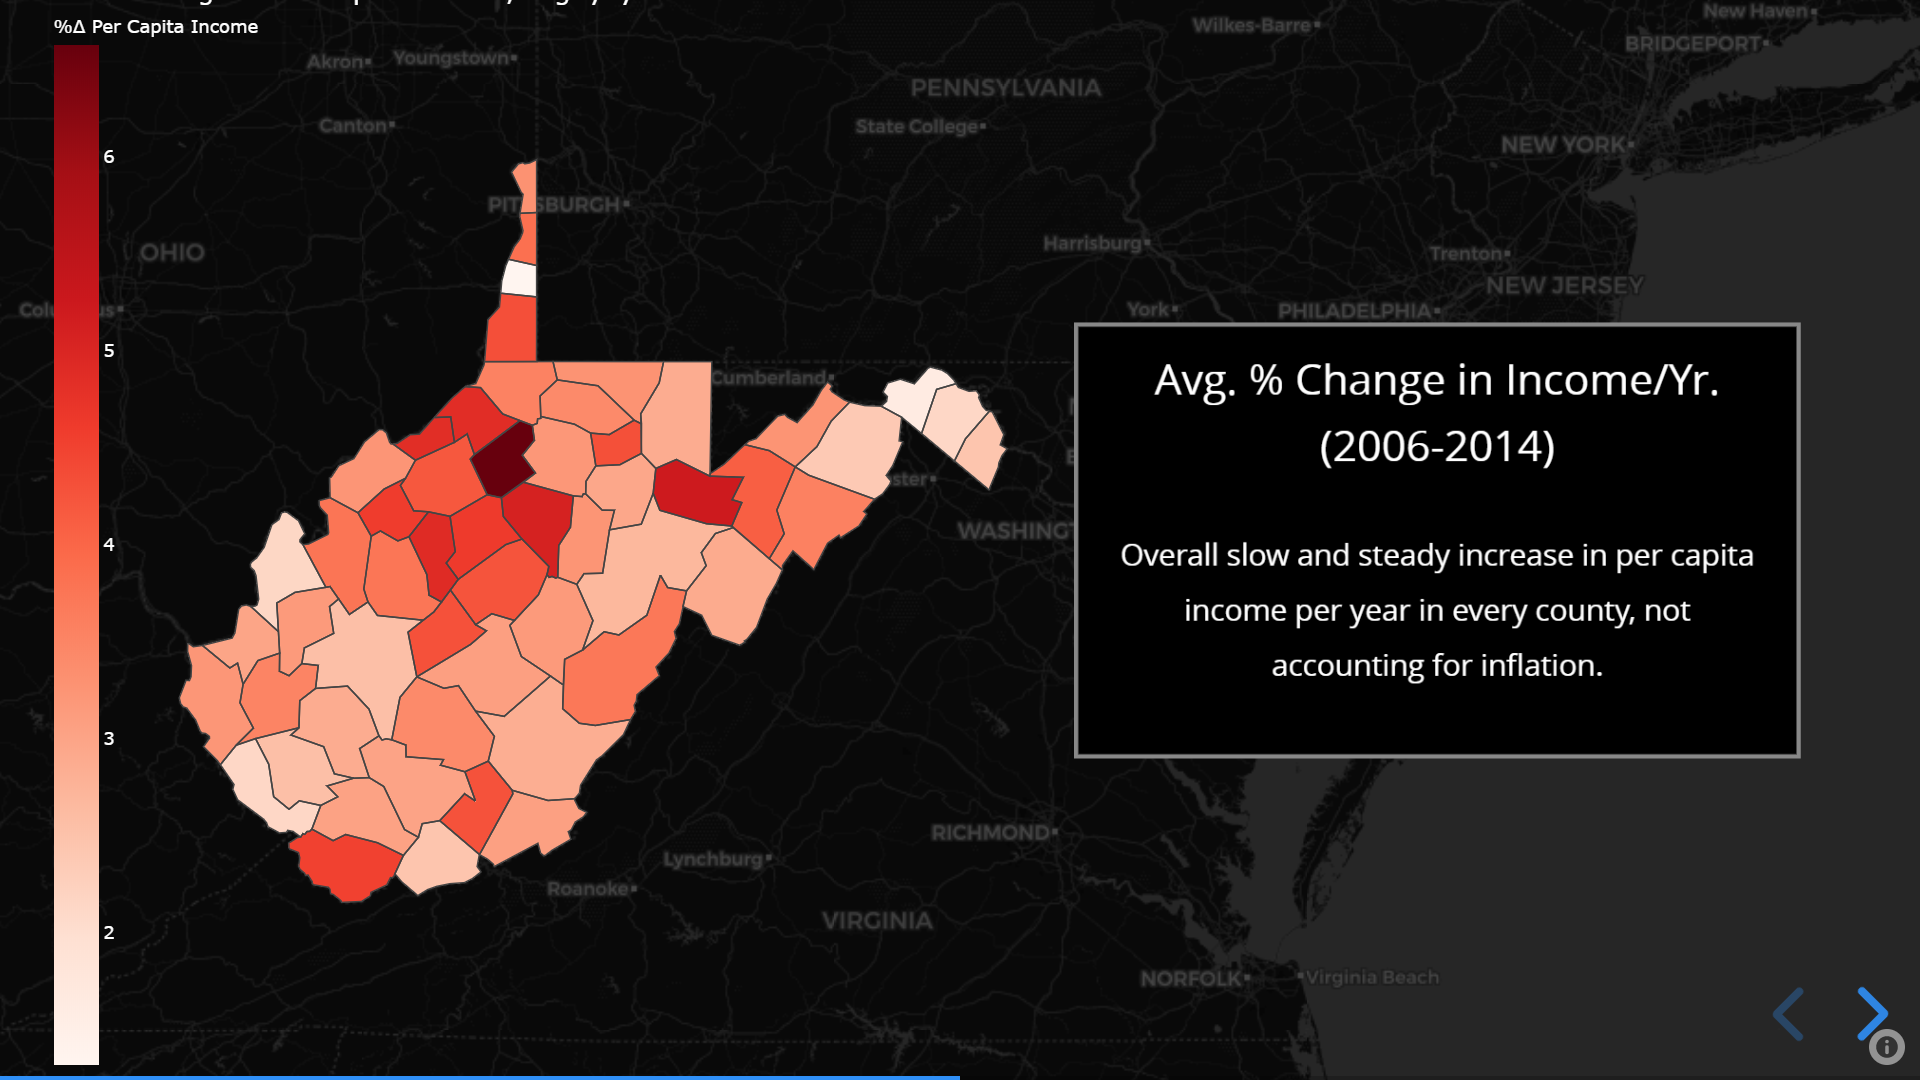 %Δ Per Capita Income
6
5
4
3
2
Akron
Youngstown
Canton
OHIO
PENNSYLVANIA
State College
Wilkes-Barre
New Haven
BRIDGEPORT
NEW YORK
Harrisburg
Trenton
NEW JERSEY
York
PHILADELPHIA
Cumberland
RICHMOND
Lynchburg
Roanoke
VIRGINIA
NORFOLK
Virginia Beach
Avg. % Change in Income/Yr.
(2006-2014)
Overall slow and steady increase in per capita
income per year in every county, not
accounting for inflation.